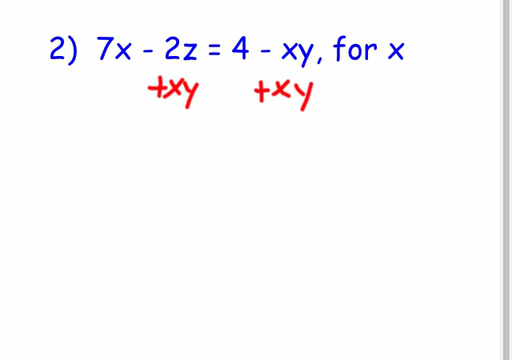 2) 7x - 2z = 4 - xy, for x
+xy +xy